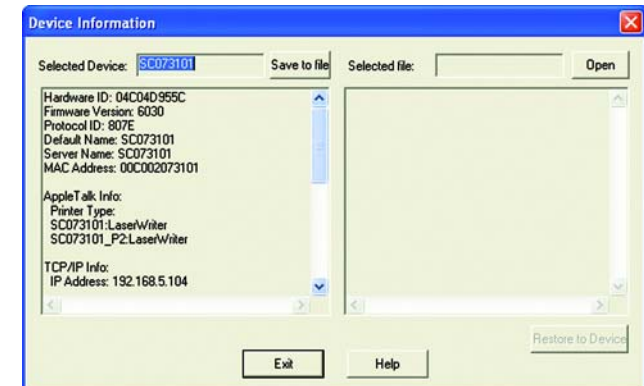 Device Information
Selected Device: SC073101 Save to file Selected file: Open
Hardware ID: 04C04D955C
Firmware Version: 6030
Protocol ID: 807E
Default Name: SC073101
Server Name: SC073101
MAC Address: 00C002073101
AppleTalk Info:
Printer Type:
SC073101:LaserWriter
SC073101_P2:LaserWriter
TCP/IP Info:
IP Address: 192.168.5.104
Restore to Device
Exit Help